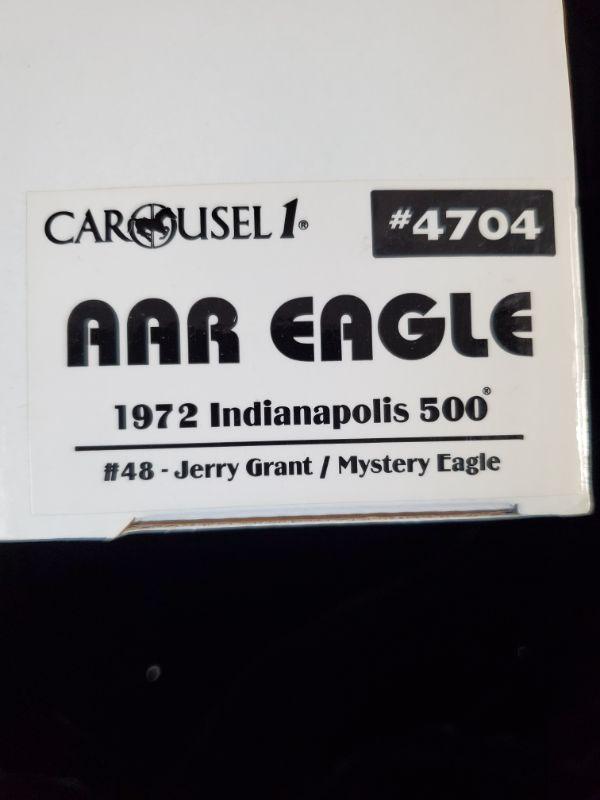 CAROUSEL 1®
#4704
AAR EAGLE
1972 Indianapolis 500®
#48 - Jerry Grant / Mystery Eagle